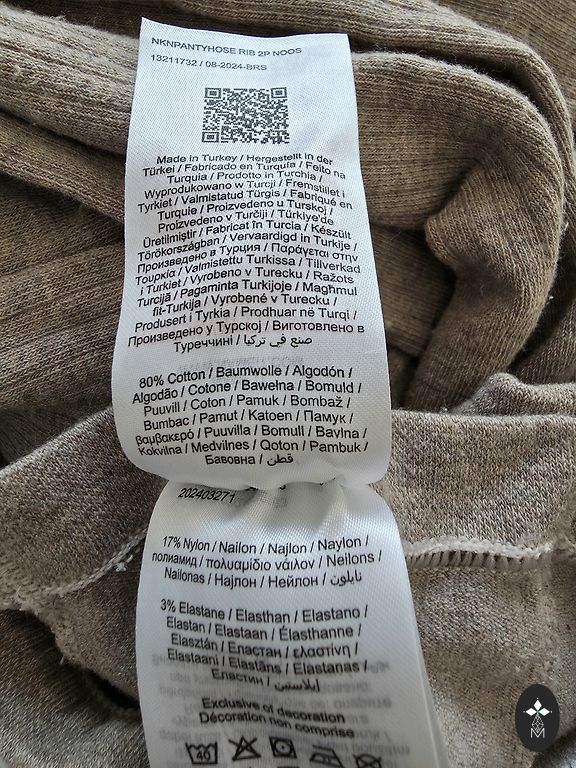 NKNPANTYHOSE RIB 2P NOOS
13211732 / 08-2024-BRS
Made in Turkey / Hergestellt in der
Türkei / Fabricado en Turquía / Feito na
Turquia / Prodotto in Turchia /
Wyprodukowano w Turcji / Fremstillet i
Tyrkiet / Valmistatud Türgis / Fabriqué en
Turquie / Proizvedeno u Turskoj /
Proizvedeno v Turčiji / Türkiye'de
Üretilmiştir / Fabricat în Turcia / Készült
Törökországban / Vervaardigd in Turkije /
Произведено в Турция / Παράγεται στην
Τουρκία / Valmistettu Turkissa / Tillverkad
i Turkiet / Vyrobeno v Turecku / Ražots
Turcijā / Pagaminta Turkijoje / Magħmul
fit-Turkija / Vyrobené v Turecku /
Produsert i Tyrkia / Prodhuar në Turqi /
Произведено у Турској / Виготовлено в
Туреччині / صنع في تركيا
80% Cotton / Baumwolle / Algodón /
Algodão / Cotone / Bawełna / Bomuld /
Puuvill / Coton / Pamuk / Bombaž /
Bumbac / Pamut / Katoen / Памук /
βαμβακερό / Puuvilla / Bomull / Bavlna /
Kokvilna / Medvilnes / Qoton / Pambuk /
Бавовна / قطن
202403271
17% Nylon / Nailon / Najlon / Naylon /
полиамид / πολυαμίδιο νάιλον / Neilons /
Nailonas / Најлон / Нейлон / نايلون
3% Elastane / Elasthan / Elastano /
Elastan / Elastaan / Élasthanne /
Elasztán / Еластан / ελαστίνη /
Elastaani / Elastāns / Elastanas /
Еластин / إيلاستين
Exclusive of decoration
Décoration non comprise
40
M